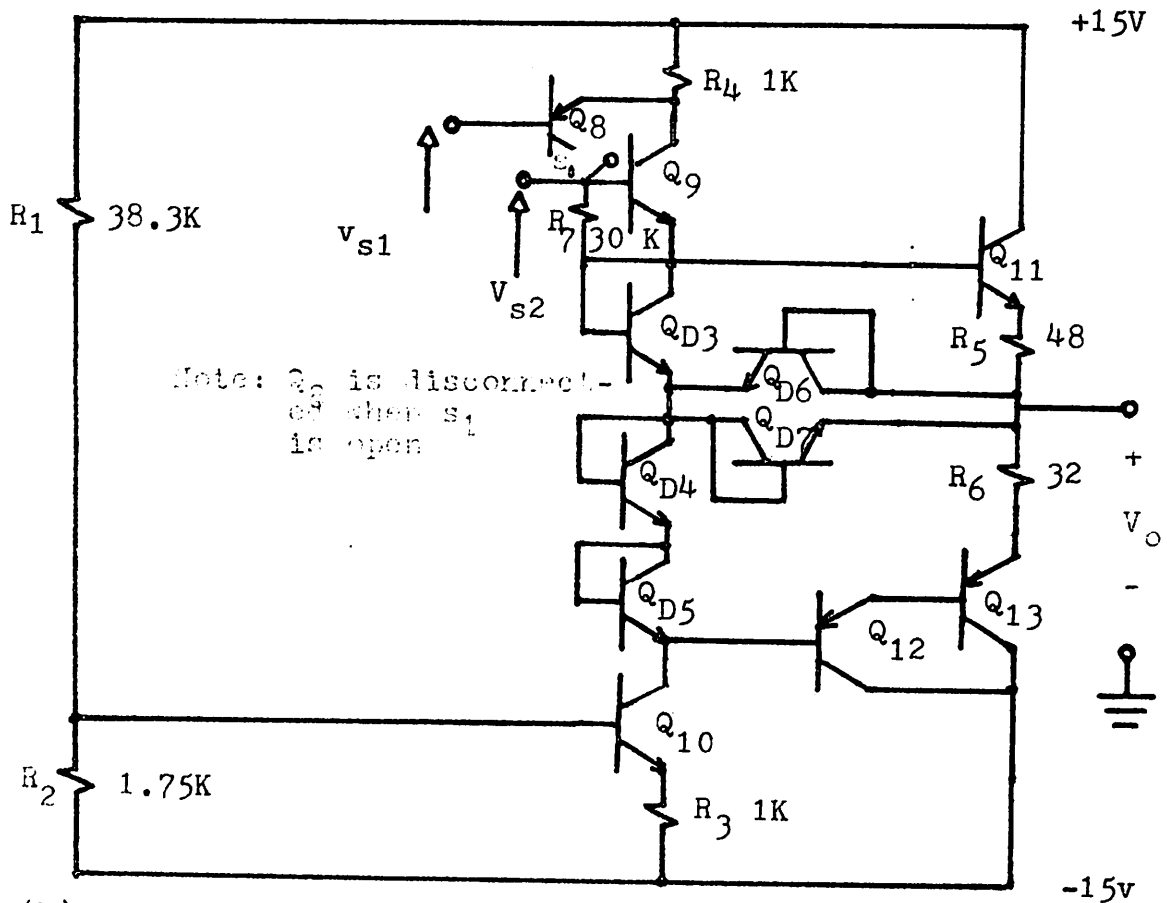 +15V
R4 1K
Q8
s1
Q9
R1 38.3K
vs1
R7 30 K
Vs2
Q11
QD3
R5 48
QD6
Note: is disconnect-
when s1
is open
QD7
QD4
R6 32
+
Vo
-
QD5
Q12
Q13
Q10
R2 1.75K
R3 1K
-15v